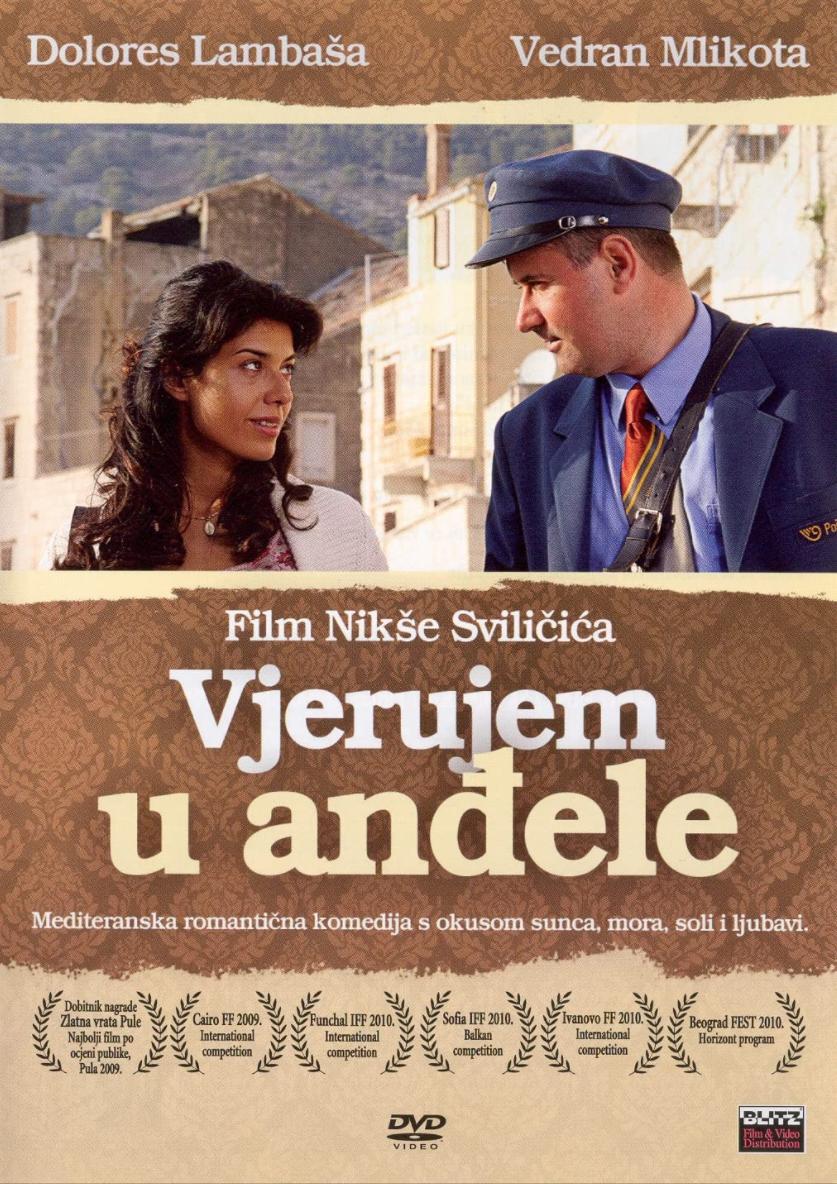 Dolores Lambaša
Vedran Mlikota
Film Nikše Sviličića
Vjerujem
u anđele
Mediteranska romantična komedija s okusom sunca, mora, soli i ljubavi.
Dobitnik nagrade
Zlatna vrata Pule
Najbolji film po
ocjeni publike,
Pula 2009.
Cairo FF 2009.
International
competition
Funchal IFF 2010.
International
competition
Sofia IFF 2010.
Balkan
competition
Ivanovo FF 2010.
International
competition
Beograd FEST 2010.
Horizont program
DVD
VIDEO
BLITZ
Film & Video
Distribution